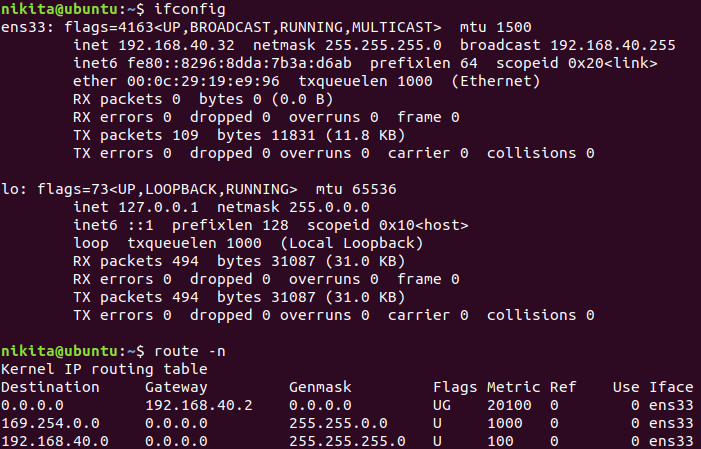 nikita@ubuntu:~$ ifconfig
ens33: flags=4163<UP,BROADCAST,RUNNING,MULTICAST>  mtu 1500
        inet 192.168.40.32  netmask 255.255.255.0  broadcast 192.168.40.255
        inet6 fe80::8296:8dda:7b3a:d6ab  prefixlen 64  scopeid 0x20<link>
        ether 00:0c:29:19:e9:96  txqueuelen 1000  (Ethernet)
        RX packets 0  bytes 0 (0.0 B)
        RX errors 0  dropped 0  overruns 0  frame 0
        TX packets 109  bytes 11831 (11.8 KB)
        TX errors 0  dropped 0 overruns 0  carrier 0  collisions 0
lo: flags=73<UP,LOOPBACK,RUNNING>  mtu 65536
        inet 127.0.0.1  netmask 255.0.0.0
        inet6 ::1  prefixlen 128  scopeid 0x10<host>
        loop  txqueuelen 1000  (Local Loopback)
        RX packets 494  bytes 31087 (31.0 KB)
        RX errors 0  dropped 0  overruns 0  frame 0
        TX packets 494  bytes 31087 (31.0 KB)
        TX errors 0  dropped 0 overruns 0  carrier 0  collisions 0
nikita@ubuntu:~$ route -n
Kernel IP routing table
Destination     Gateway         Genmask         Flags Metric Ref    Use Iface
0.0.0.0         192.168.40.2    0.0.0.0         UG    20100  0        0 ens33
169.254.0.0     0.0.0.0         255.255.0.0     U     1000   0        0 ens33
192.168.40.0    0.0.0.0         255.255.255.0   U     100    0        0 ens33